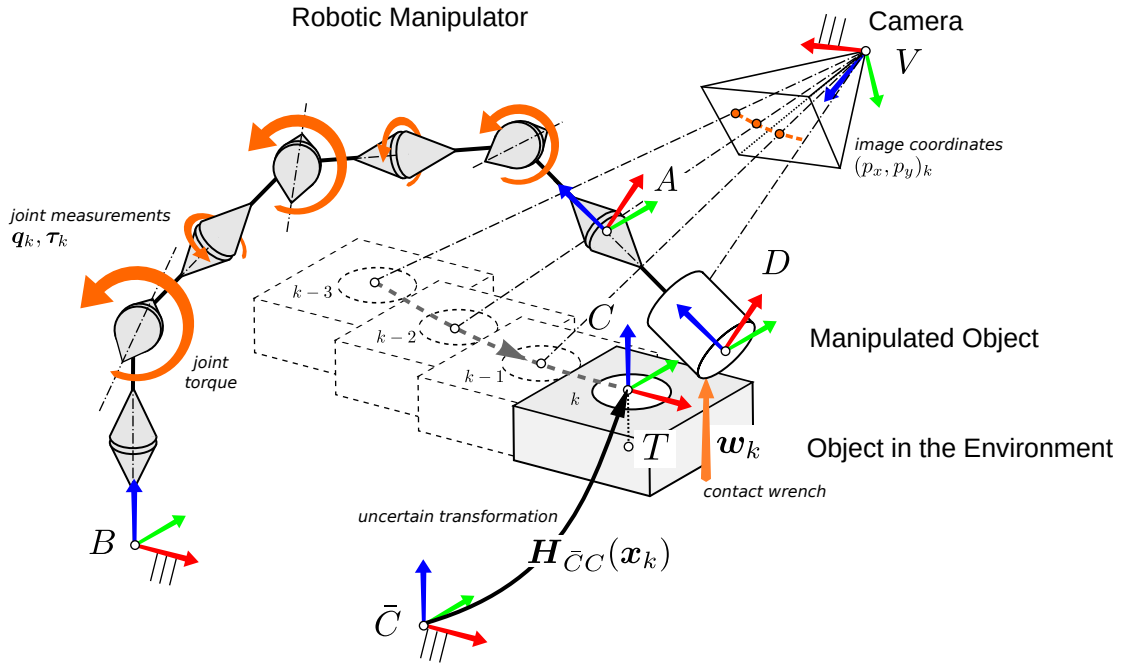 Robotic Manipulator
Camera
V
image coordinates
(p_x, p_y)_k
A
joint measurements
q_k, τ_k
D
k − 3
C
k − 2
Manipulated Object
joint
torque
k − 1
k
T
w_k
Object in the Environment
contact wrench
uncertain transformation
B
H_{C̄C}(x_k)
C̄